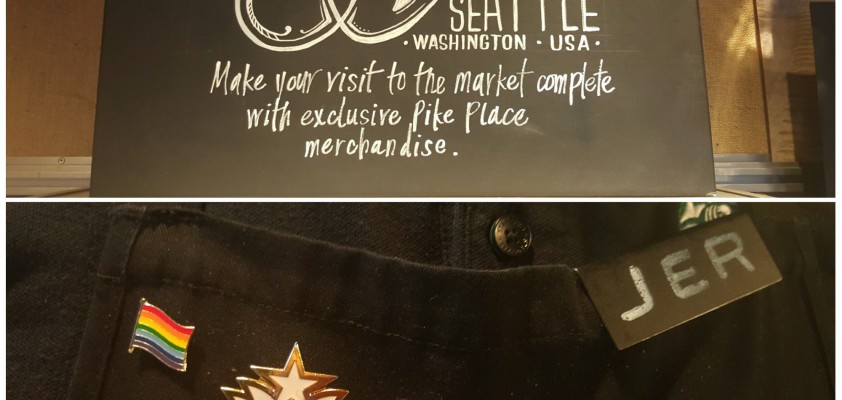 SEATTLE
· WASHINGTON · USA ·
Make your visit to the market complete
with exclusive Pike Place
merchandise.
JER